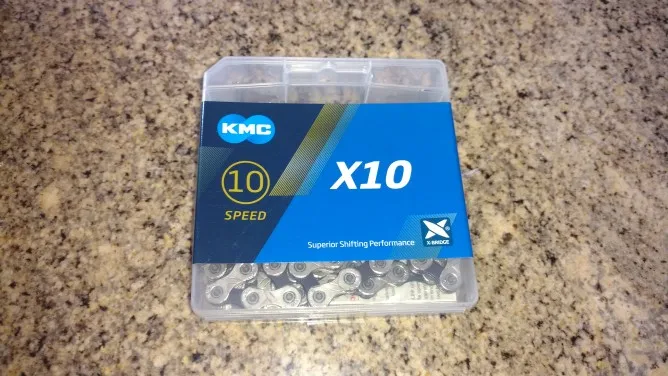 KMC
10
SPEED
X10
Superior Shifting Performance
X
X-BRIDGE